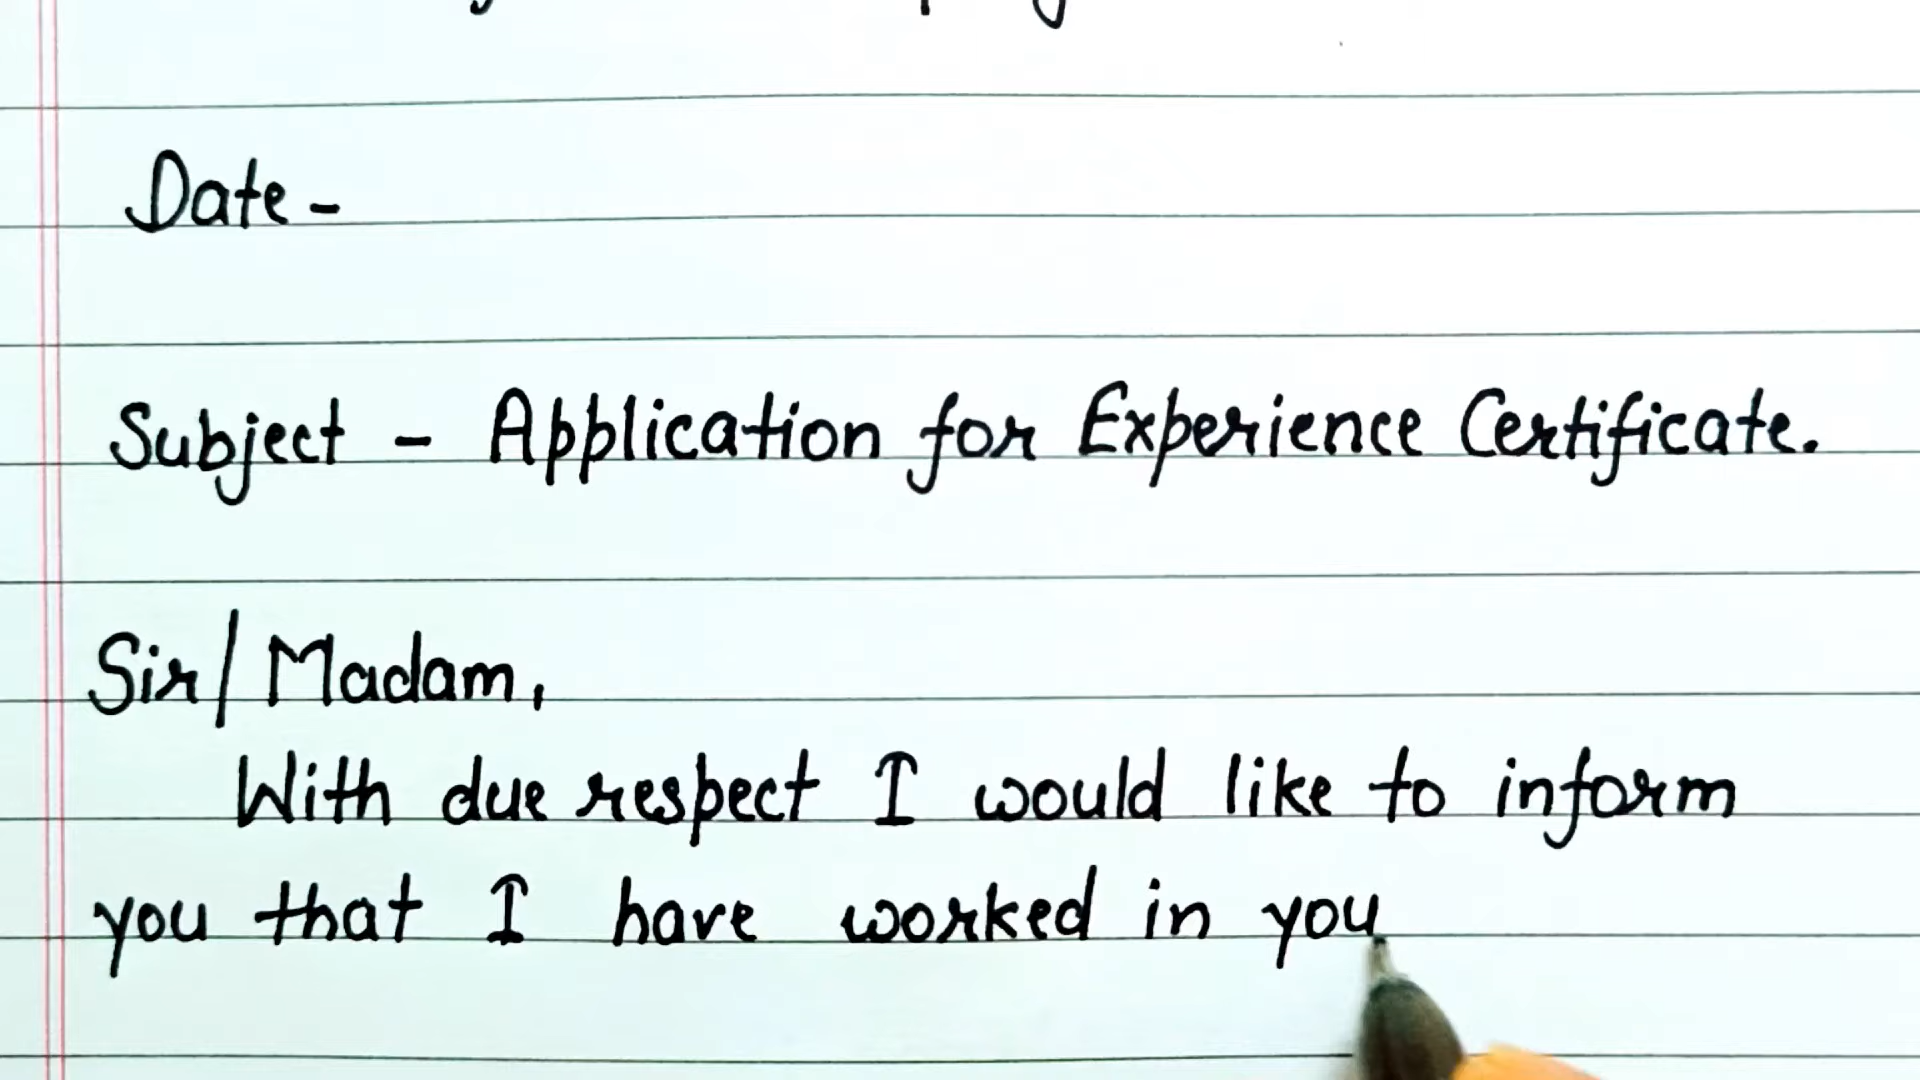 Date -
Subject - Application for Experience Certificate.
Sir/Madam,
With due respect I would like to inform
you that I have worked in you